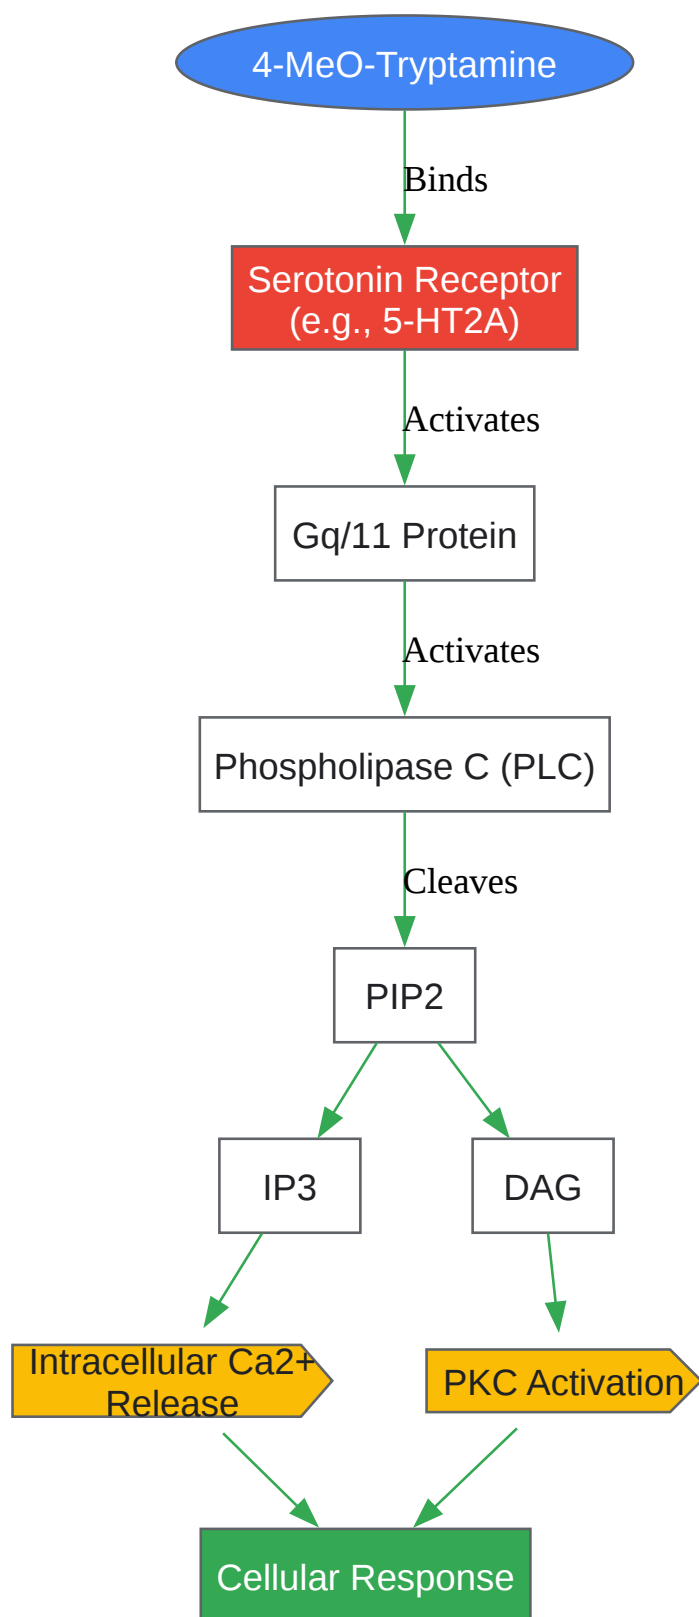 4-MeO-Tryptamine
Binds
Serotonin Receptor
(e.g., 5-HT2A)
Activates
Gq/11 Protein
Activates
Phospholipase C (PLC)
Cleaves
PIP2
IP3
DAG
Intracellular Ca2+
Release
PKC Activation
Cellular Response